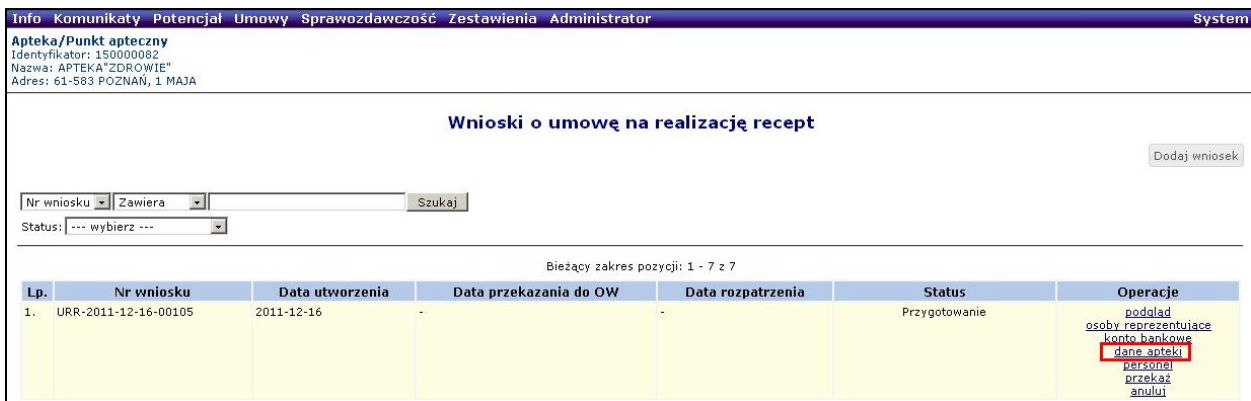 Info Komunikaty Potencjał Umowy Sprawozdawczość Zestawienia Administrator System
Apteka/Punkt apteczny
Identyfikator: 150000082
Nazwa: APTEKA"ZDROWIE"
Adres: 61-583 POZNAŃ, 1 MAJA
Wnioski o umowę na realizację recept
Dodaj wniosek
Nr wniosku Zawiera Szukaj
Status: --- wybierz ---
Bieżący zakres pozycji: 1 - 7 z 7
Lp. Nr wniosku Data utworzenia Data przekazania do OW Data rozpatrzenia Status Operacje
1. URR-2011-12-16-00105 2011-12-16 - - Przygotowanie podgląd
osoby reprezentujące
konto bankowe
dane apteki
personel
przekaż
anuluj